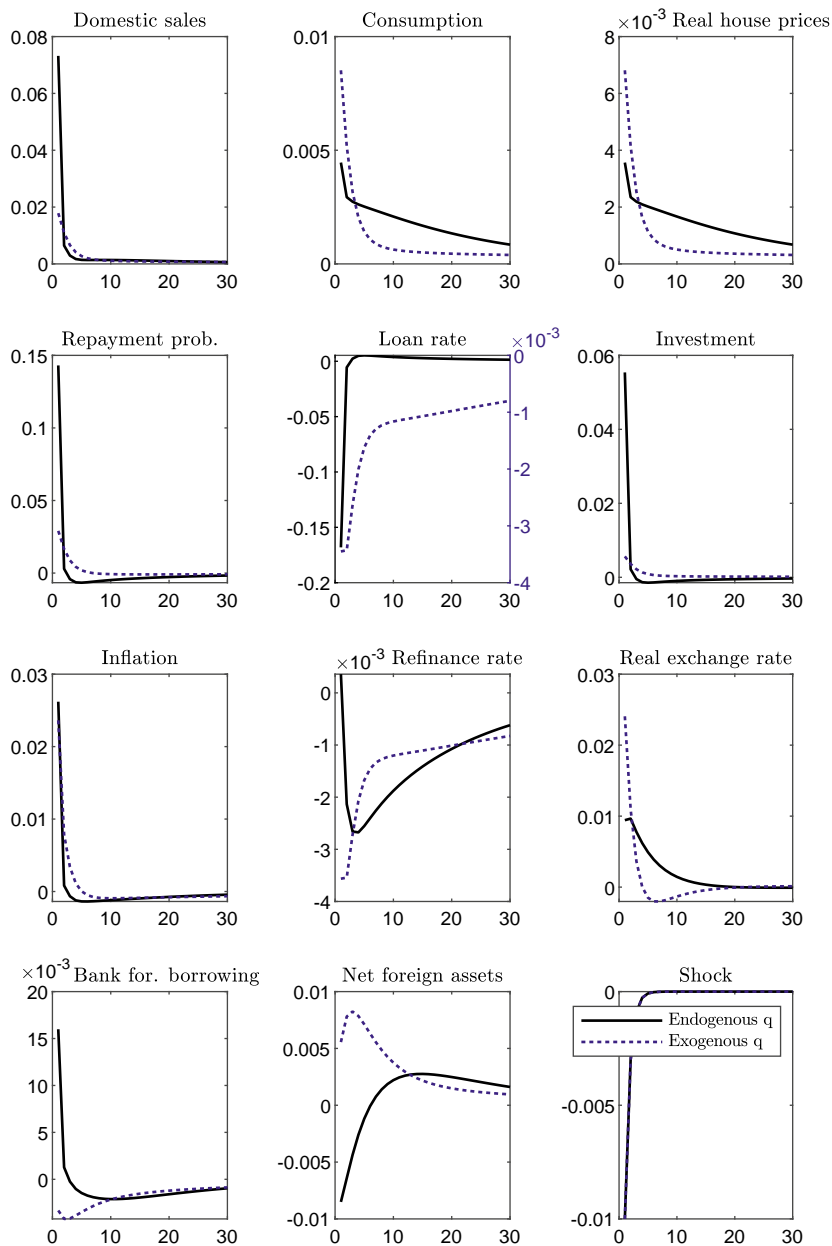 Domestic sales
0.08
0.06
0.04
0.02
0
0 10 20 30
Consumption
0.01
0.005
0
0 10 20 30
×10-3 Real house prices
8
6
4
2
0
0 10 20 30
Repayment prob.
0.15
0.1
0.05
0
0 10 20 30
Loan rate
×10-3
0
-0.05
-0.1
-0.15
-0.2
0
-1
-2
-3
-4
0 10 20 30
Investment
0.06
0.04
0.02
0
0 10 20 30
Inflation
0.03
0.02
0.01
0
0 10 20 30
×10-3 Refinance rate
0
-1
-2
-3
-4
0 10 20 30
Real exchange rate
0.03
0.02
0.01
0
0 10 20 30
×10-3 Bank for. borrowing
20
15
10
5
0
0 10 20 30
Net foreign assets
0.01
0.005
0
-0.005
-0.01
0 10 20 30
Shock
0
Endogenous q
Exogenous q
-0.005
-0.01
0 10 20 30